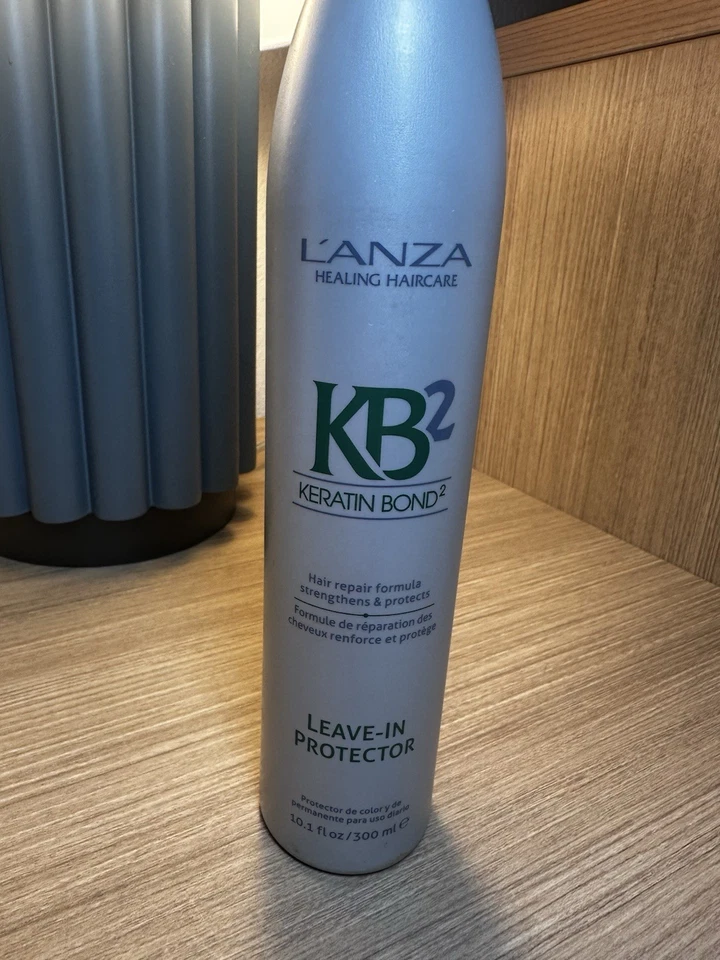 L'ANZA
HEALING HAIRCARE
KB2
KERATIN BOND2
Hair repair formula
strengthens & protects
Formule de réparation des
cheveux renforce et protège
LEAVE-IN
PROTECTOR
Protector de color y de
permanente para uso diario
10.1 fl oz/300 ml ℮